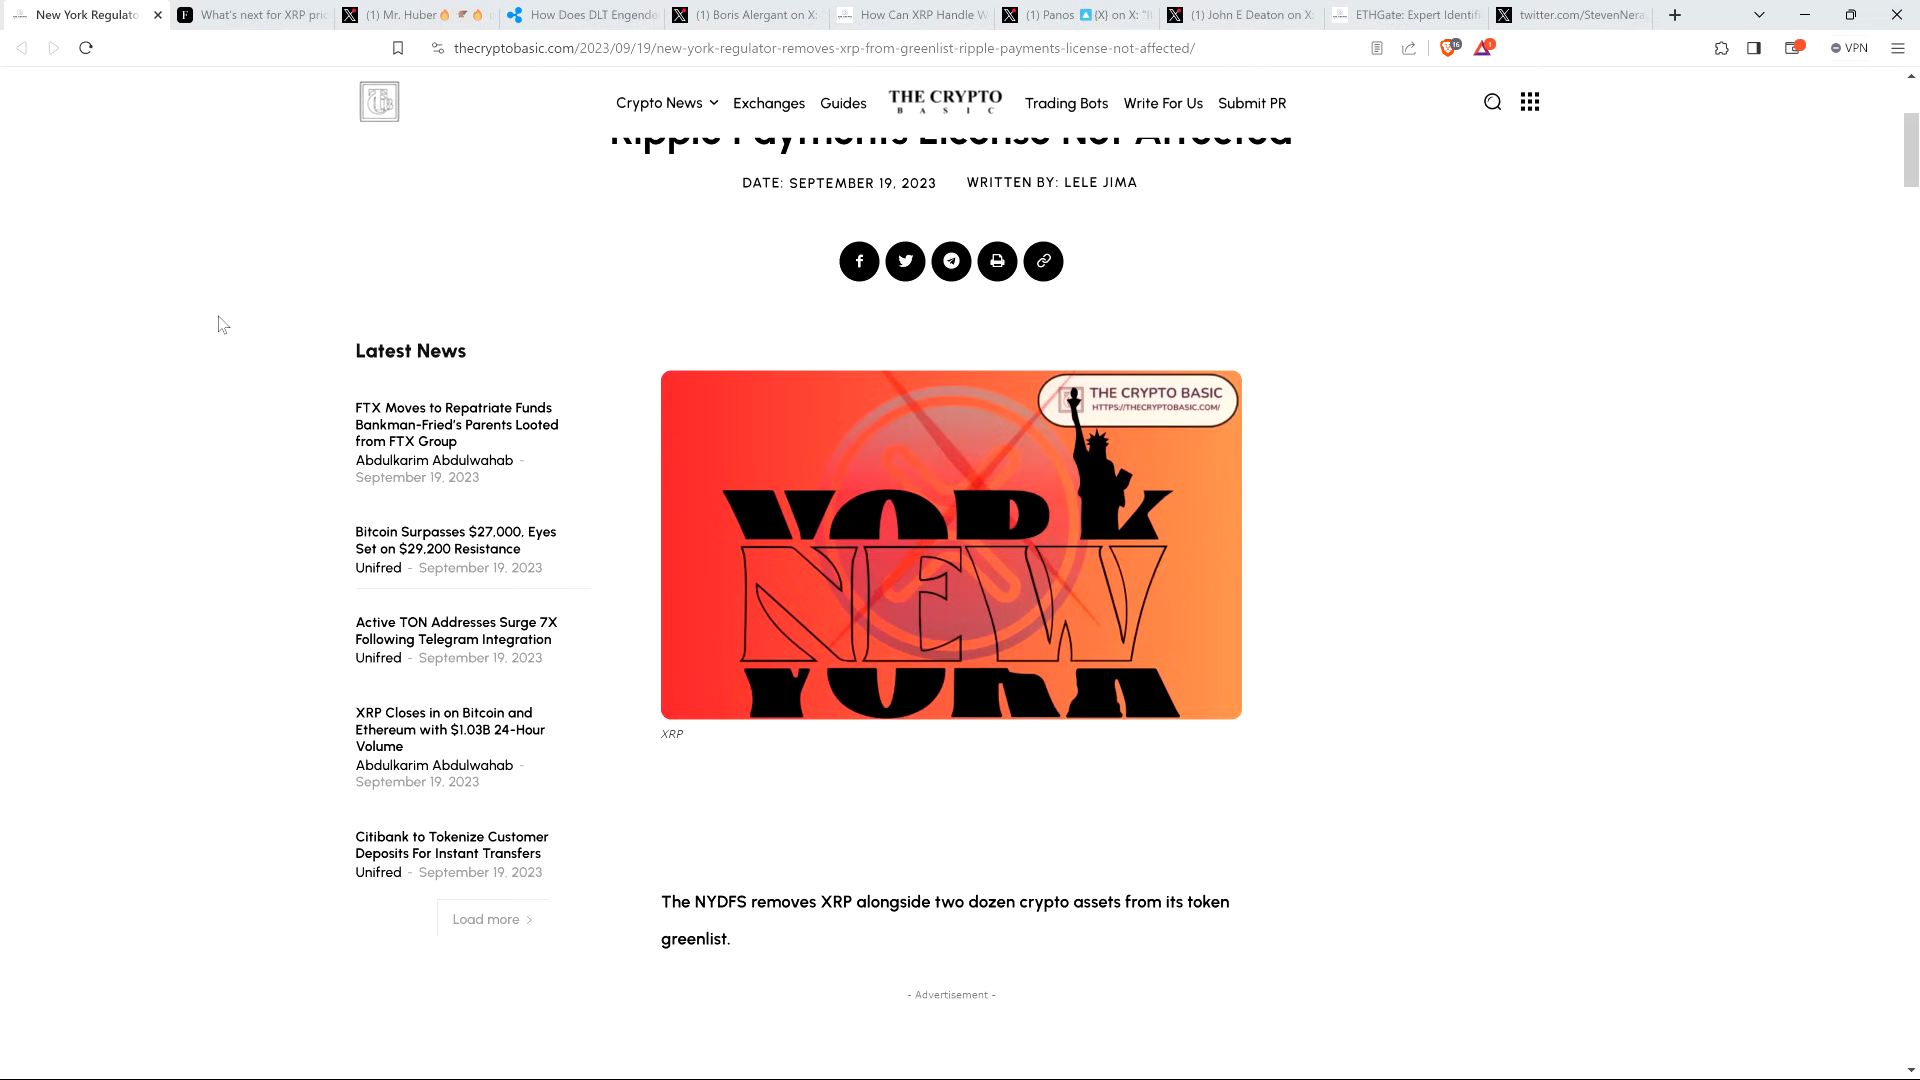 New York Regulato
What's next for XRP pric
(1) Mr. Huber🔥
How Does DLT Engende
(1) Boris Alergant on X:
How Can XRP Handle W
(1) Panos 🔼{X} on X: "I
(1) John E Deaton on X:
ETHGate: Expert Identifi
twitter.com/StevenNera
thecryptobasic.com/2023/09/19/new-york-regulator-removes-xrp-from-greenlist-ripple-payments-license-not-affected/
16
1
VPN
Crypto News
Exchanges
Guides
THE CRYPTO
BASIC
Trading Bots
Write For Us
Submit PR
Ripple Payments License Not Affected
DATE: SEPTEMBER 19, 2023
WRITTEN BY: LELE JIMA
Latest News
FTX Moves to Repatriate Funds
Bankman-Fried's Parents Looted
from FTX Group
Abdulkarim Abdulwahab -
September 19, 2023
Bitcoin Surpasses $27,000, Eyes
Set on $29,200 Resistance
Unifred - September 19, 2023
Active TON Addresses Surge 7X
Following Telegram Integration
Unifred - September 19, 2023
XRP Closes in on Bitcoin and
Ethereum with $1.03B 24-Hour
Volume
Abdulkarim Abdulwahab -
September 19, 2023
Citibank to Tokenize Customer
Deposits For Instant Transfers
Unifred - September 19, 2023
Load more >
THE CRYPTO BASIC
HTTPS://THECRYPTOBASIC.COM/
YORK
NEW
YORK
XRP
The NYDFS removes XRP alongside two dozen crypto assets from its token
greenlist.
- Advertisement -